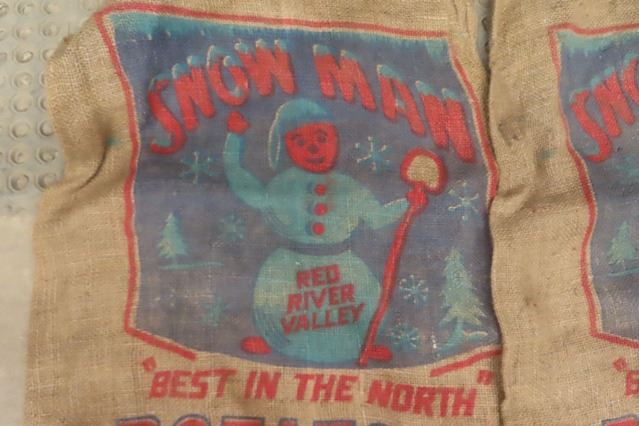 SNOW MAN
RED
RIVER
VALLEY
"BEST IN THE NORTH"